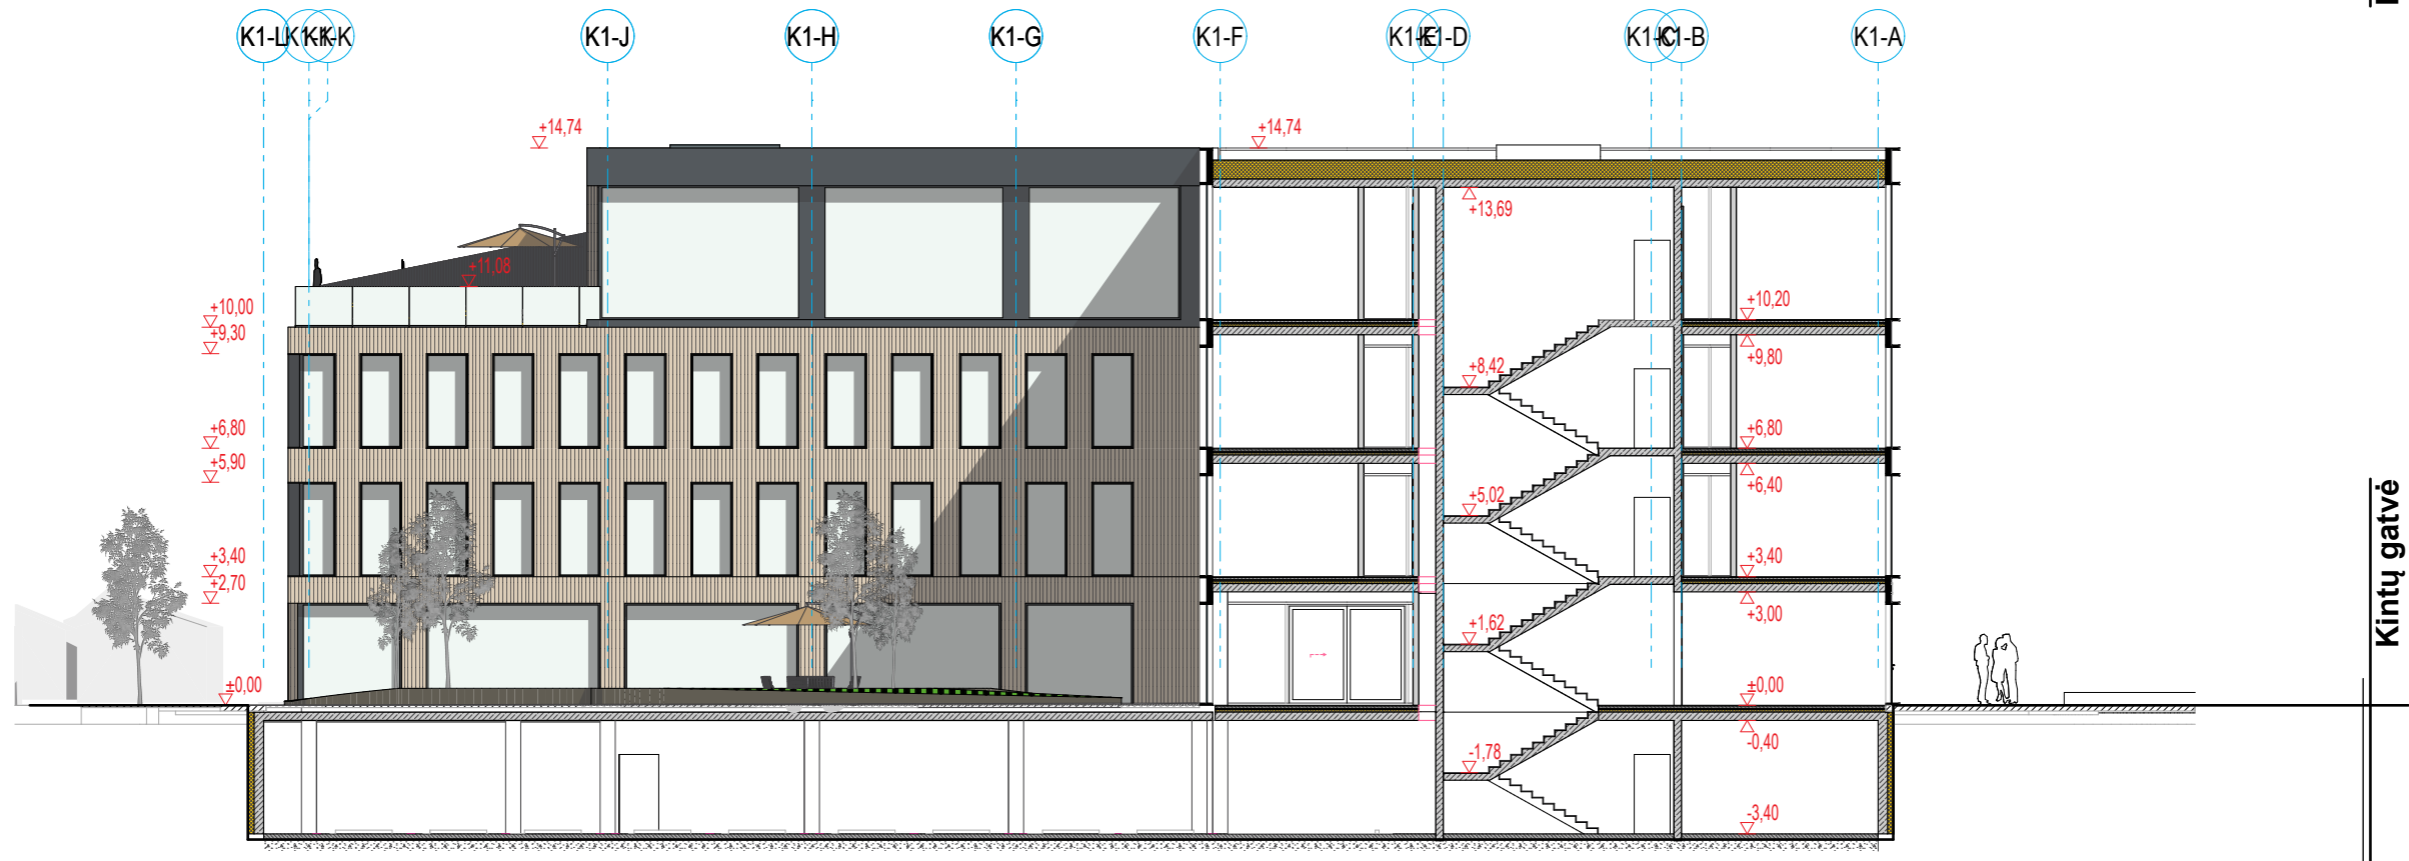 K1-L
K1-K
K1-J
K1-H
K1-G
K1-F
K1-E
K1-D
K1-C
K1-B
K1-A
+14,74
+14,74
+13,69
+11,08
+10,00
+9,30
+10,20
+9,80
+8,42
+6,80
+5,90
+6,80
+6,40
+5,02
+3,40
+2,70
+3,40
+3,00
+1,62
±0,00
±0,00
-0,40
-1,78
-3,40
Kintų gatvė